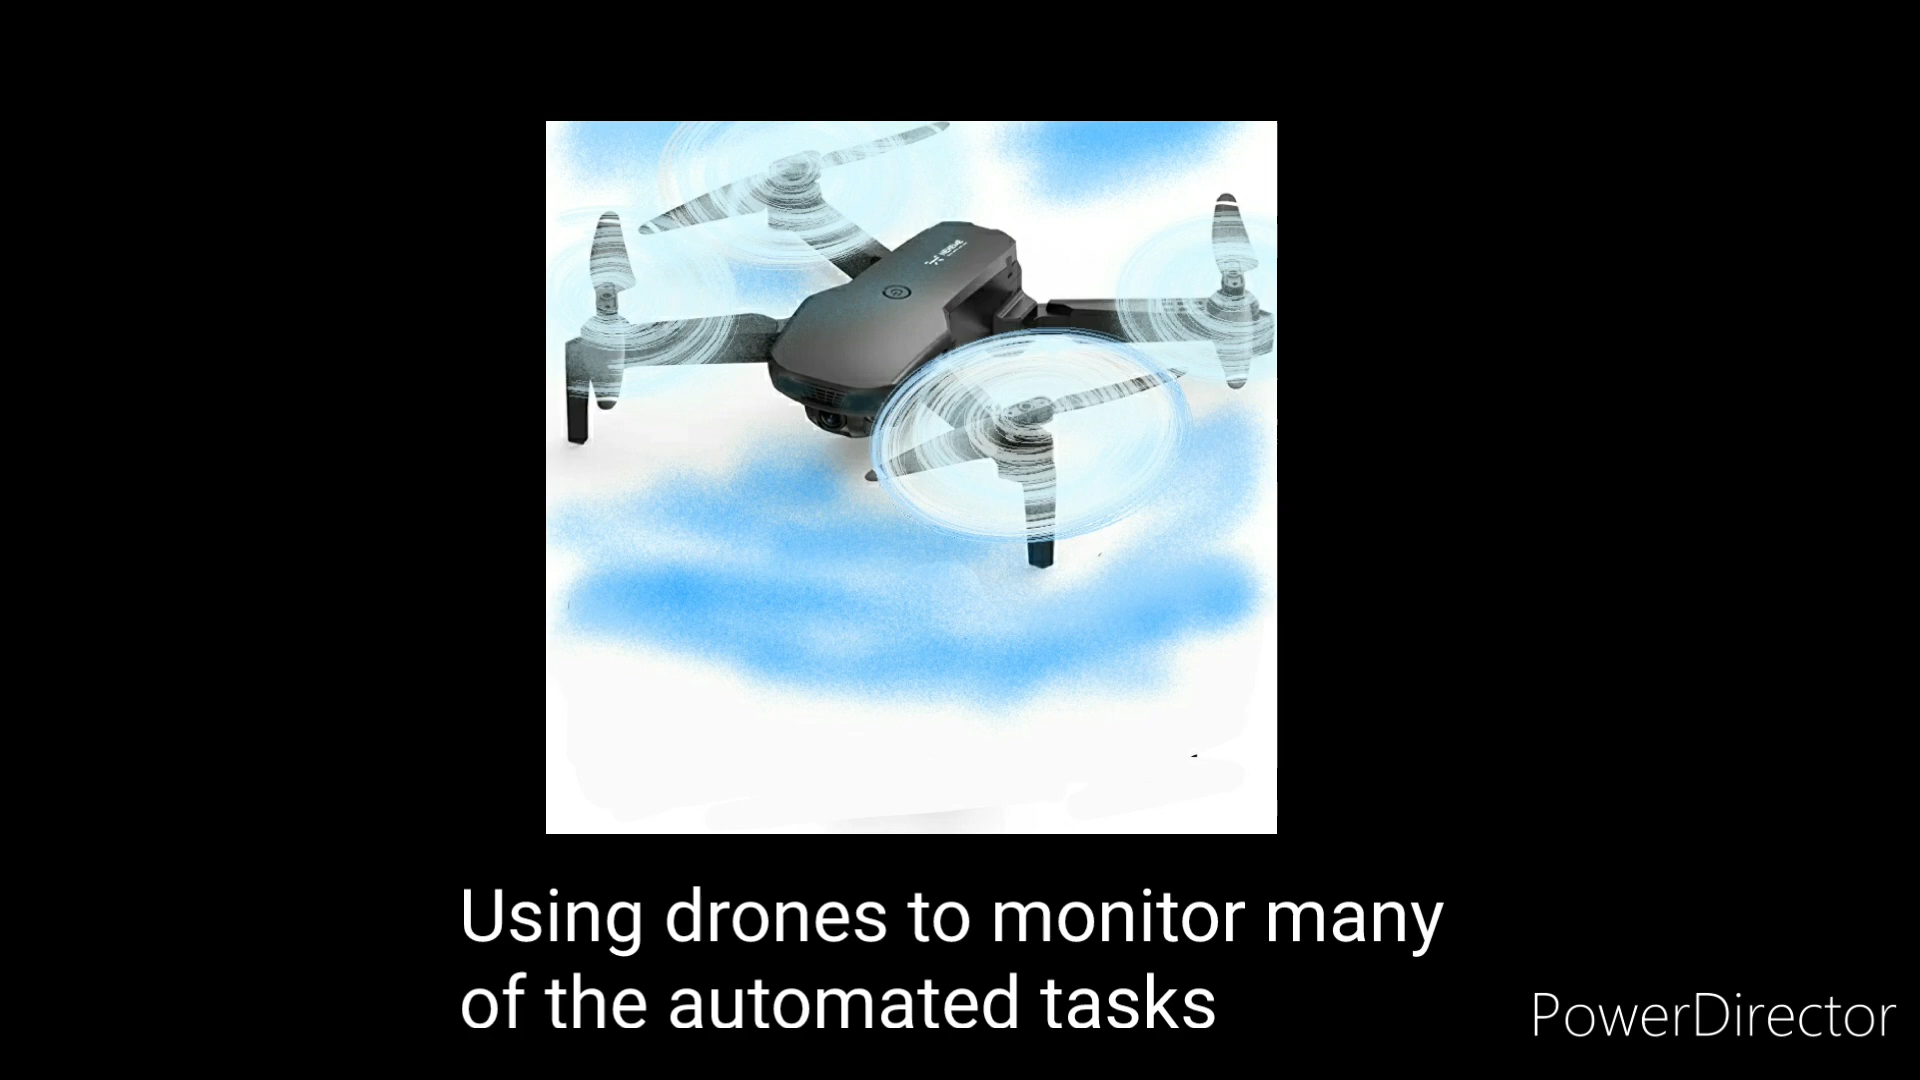 Using drones to monitor many
of the automated tasks
PowerDirector